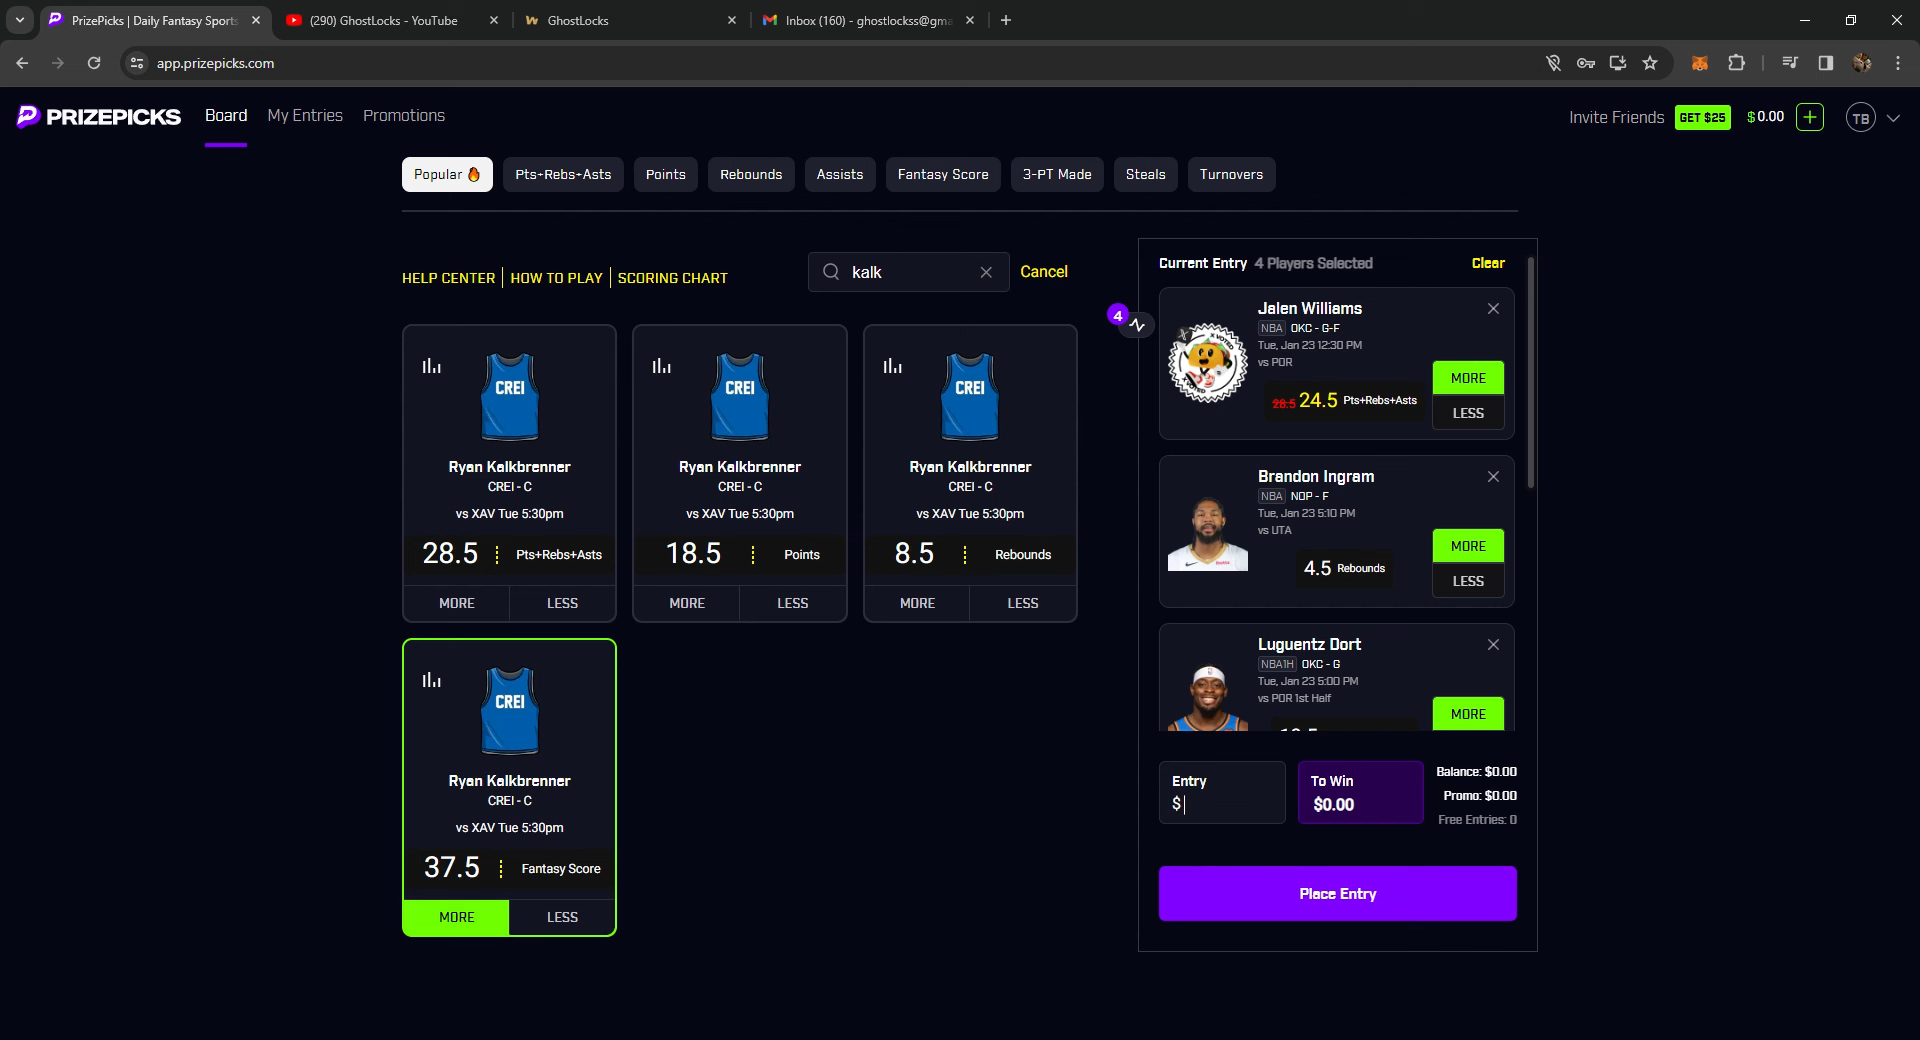 PrizePicks | Daily Fantasy Sports
(290) GhostLocks - YouTube
GhostLocks
Inbox (160) - ghostlockss@gma
app.prizepicks.com
PRIZEPICKS
Board
My Entries
Promotions
Invite Friends
GET $25
$0.00
TB
Popular
Pts+Rebs+Asts
Points
Rebounds
Assists
Fantasy Score
3-PT Made
Steals
Turnovers
HELP CENTER
HOW TO PLAY
SCORING CHART
kalk
Cancel
CREI
Ryan Kalkbrenner
CREI - C
vs XAV Tue 5:30pm
28.5 Pts+Rebs+Asts
MORE LESS
CREI
Ryan Kalkbrenner
CREI - C
vs XAV Tue 5:30pm
18.5 Points
MORE LESS
CREI
Ryan Kalkbrenner
CREI - C
vs XAV Tue 5:30pm
8.5 Rebounds
MORE LESS
CREI
Ryan Kalkbrenner
CREI - C
vs XAV Tue 5:30pm
37.5 Fantasy Score
MORE LESS
Current Entry 4 Players Selected
Clear
4
Jalen Williams
NBA OKC - G-F
Tue, Jan 23 12:30 PM
vs POR
28.5 24.5 Pts+Rebs+Asts
MORE
LESS
Brandon Ingram
NBA NOP - F
Tue, Jan 23 5:10 PM
vs UTA
4.5 Rebounds
MORE
LESS
Luguentz Dort
NBA1H OKC - G
Tue, Jan 23 5:00 PM
vs POR 1st Half
MORE
Entry
$
To Win
$0.00
Balance: $0.00
Promo: $0.00
Free Entries: 0
Place Entry